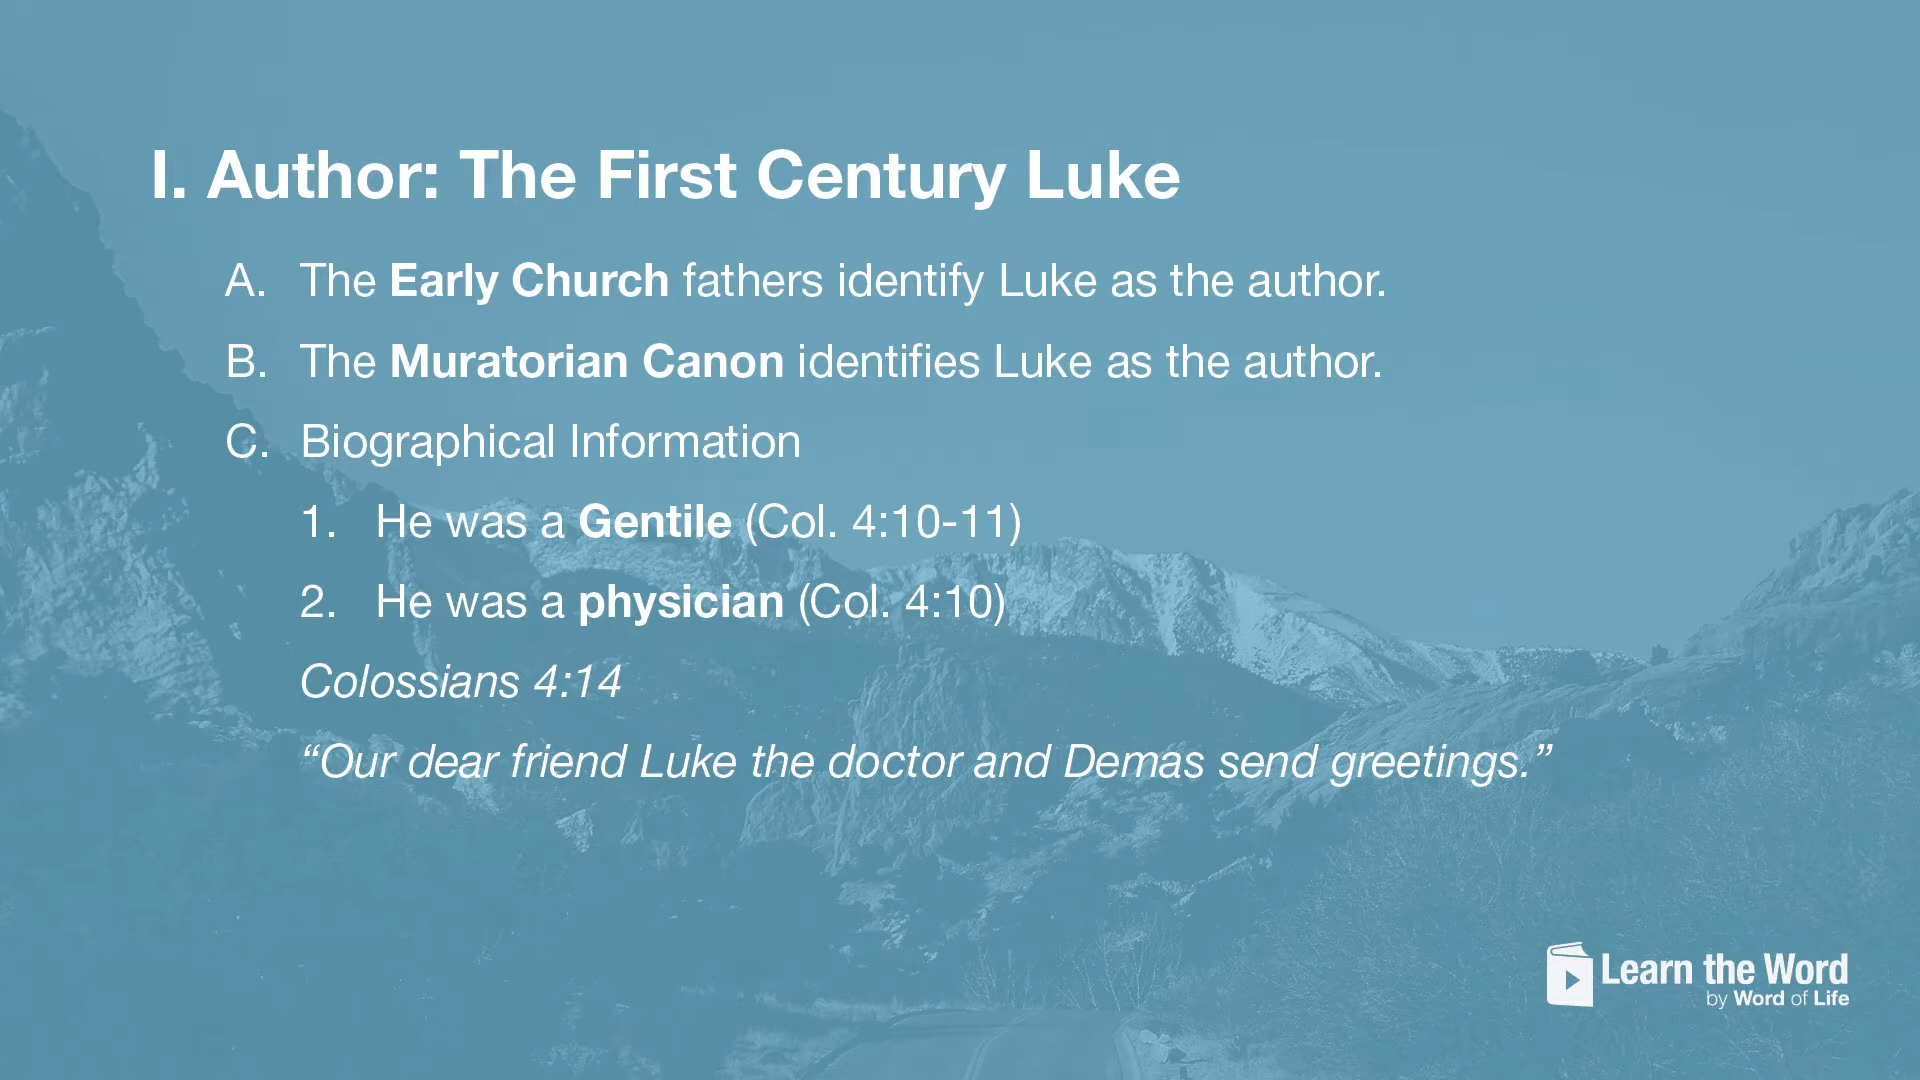 I. Author: The First Century Luke
A. The Early Church fathers identify Luke as the author.
B. The Muratorian Canon identifies Luke as the author.
C. Biographical Information
1. He was a Gentile (Col. 4:10-11)
2. He was a physician (Col. 4:10)
Colossians 4:14
“Our dear friend Luke the doctor and Demas send greetings.”
Learn the Word
by Word of Life